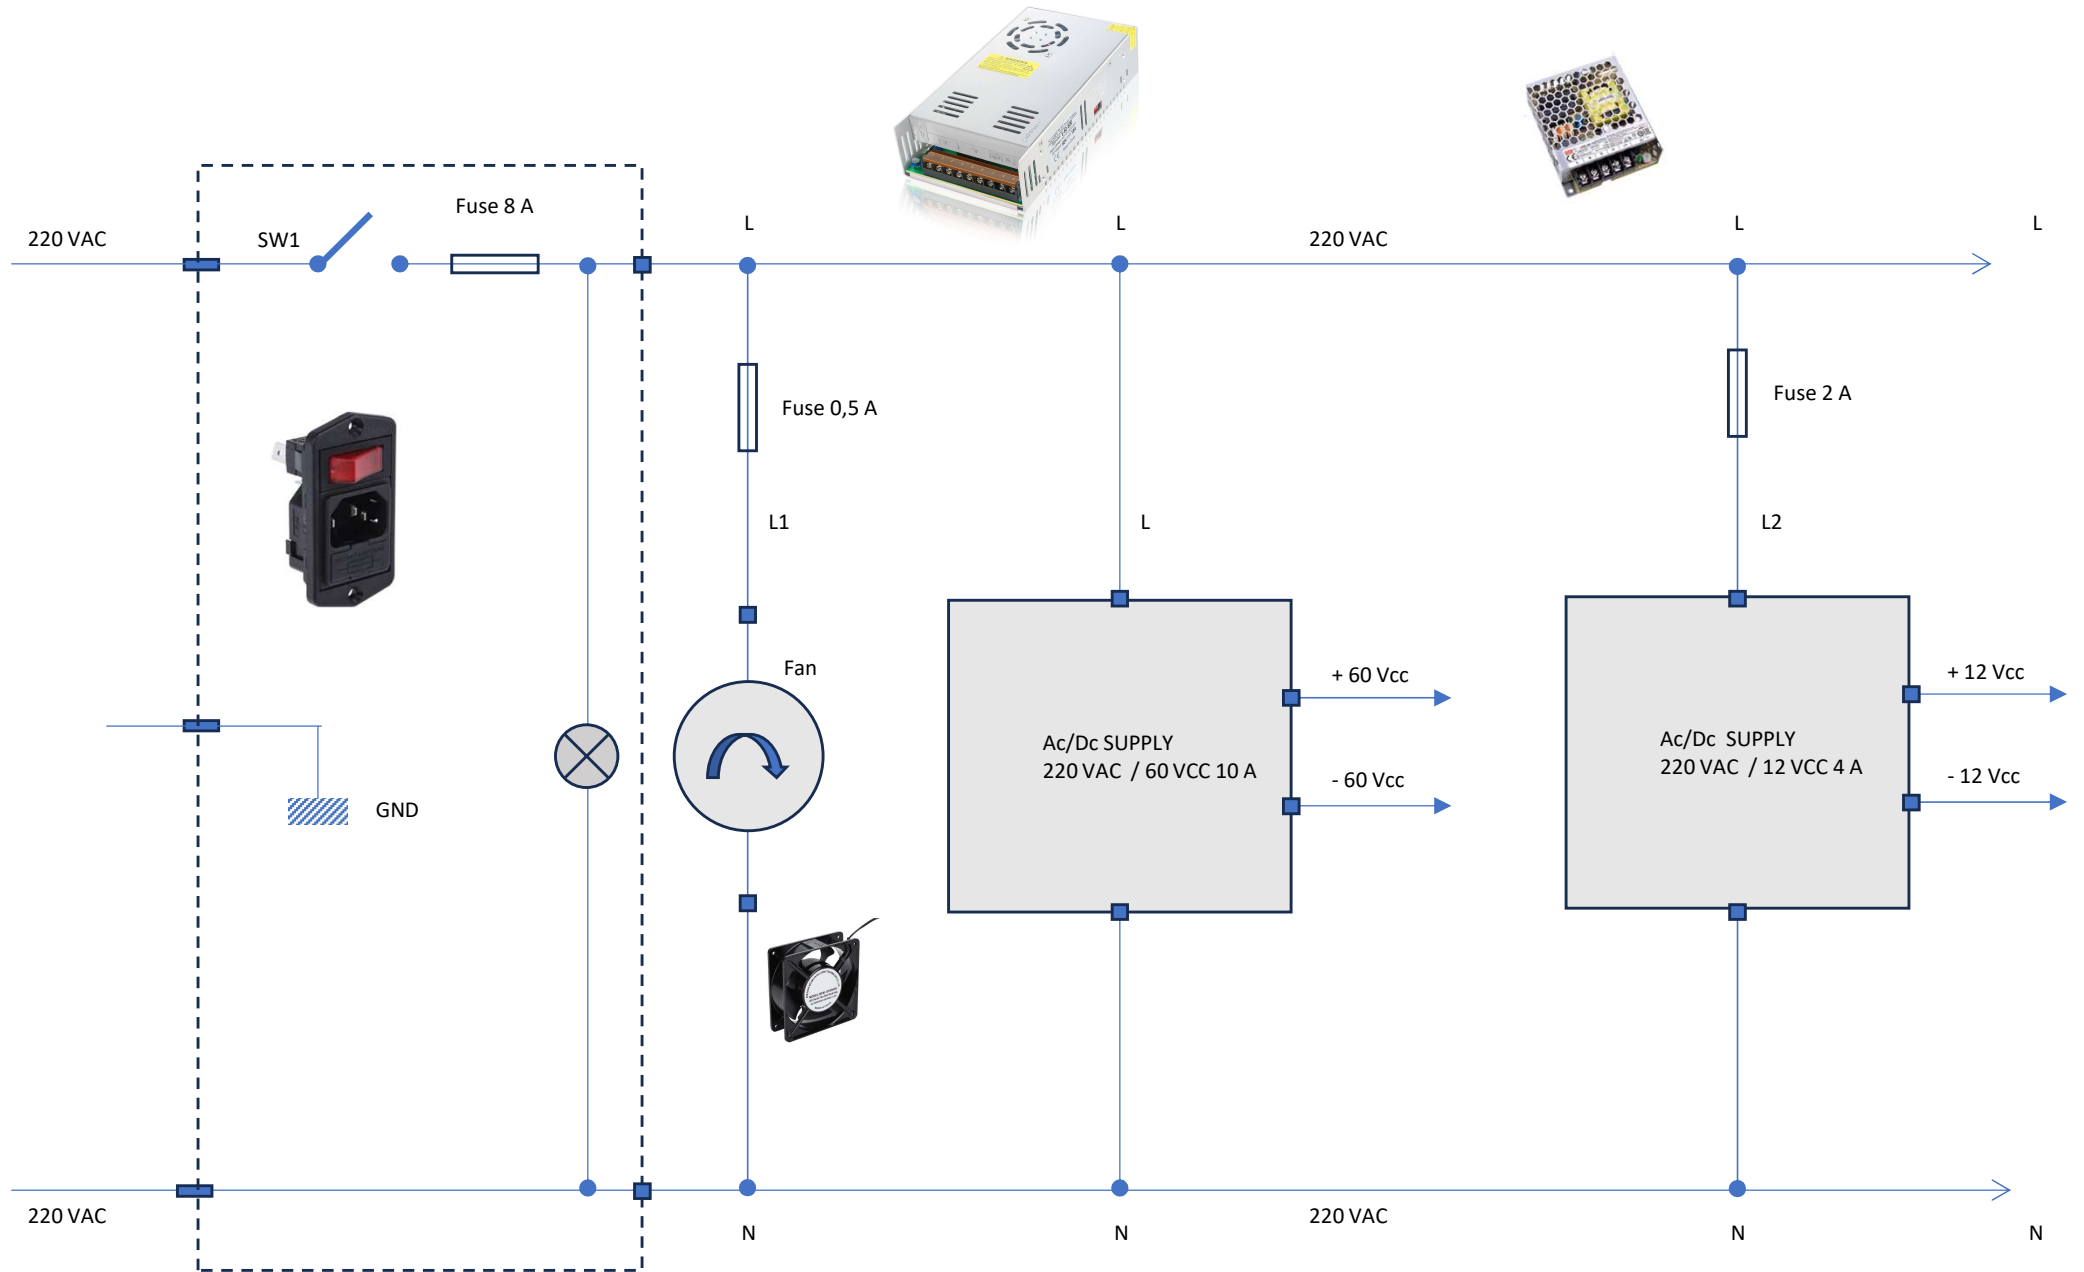 Fuse 8 A
220 VAC
SW1
L
L
220 VAC
L
L
Fuse 0,5 A
Fuse 2 A
L1
L
L2
Fan
+ 60 Vcc
- 60 Vcc
+ 12 Vcc
- 12 Vcc
Ac/Dc SUPPLY
220 VAC / 60 VCC 10 A
Ac/Dc SUPPLY
220 VAC / 12 VCC 4 A
GND
220 VAC
220 VAC
N
N
N
N